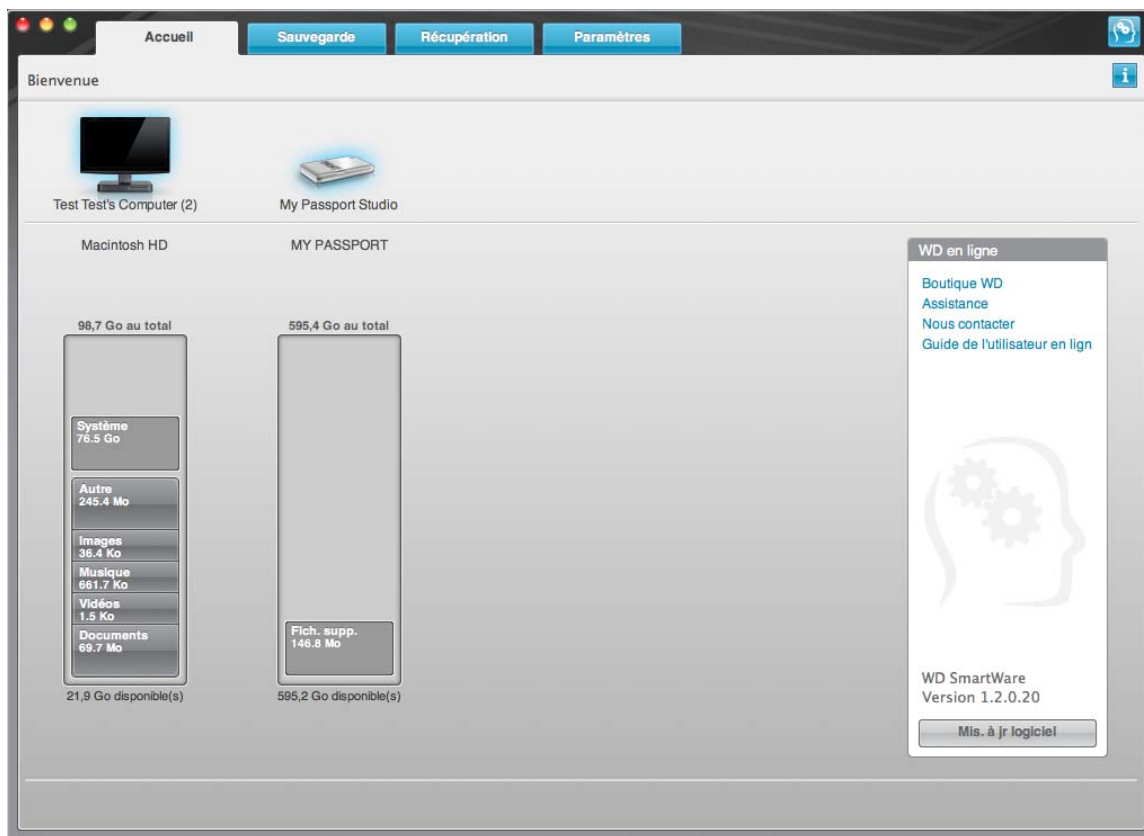 Accueil
Sauvegarde
Récupération
Paramètres
Bienvenue
i
Test Test's Computer (2)
My Passport Studio
Macintosh HD
MY PASSPORT
98,7 Go au total
595,4 Go au total
Système
76.5 Go
Autre
245.4 Mo
Images
36.4 Ko
Musique
661.7 Ko
Vidéos
1.5 Ko
Documents
69.7 Mo
Fich. supp.
146.8 Mo
21,9 Go disponible(s)
595,2 Go disponible(s)
WD en ligne
Boutique WD
Assistance
Nous contacter
Guide de l'utilisateur en lign
WD SmartWare
Version 1.2.0.20
Mis. à jr logiciel